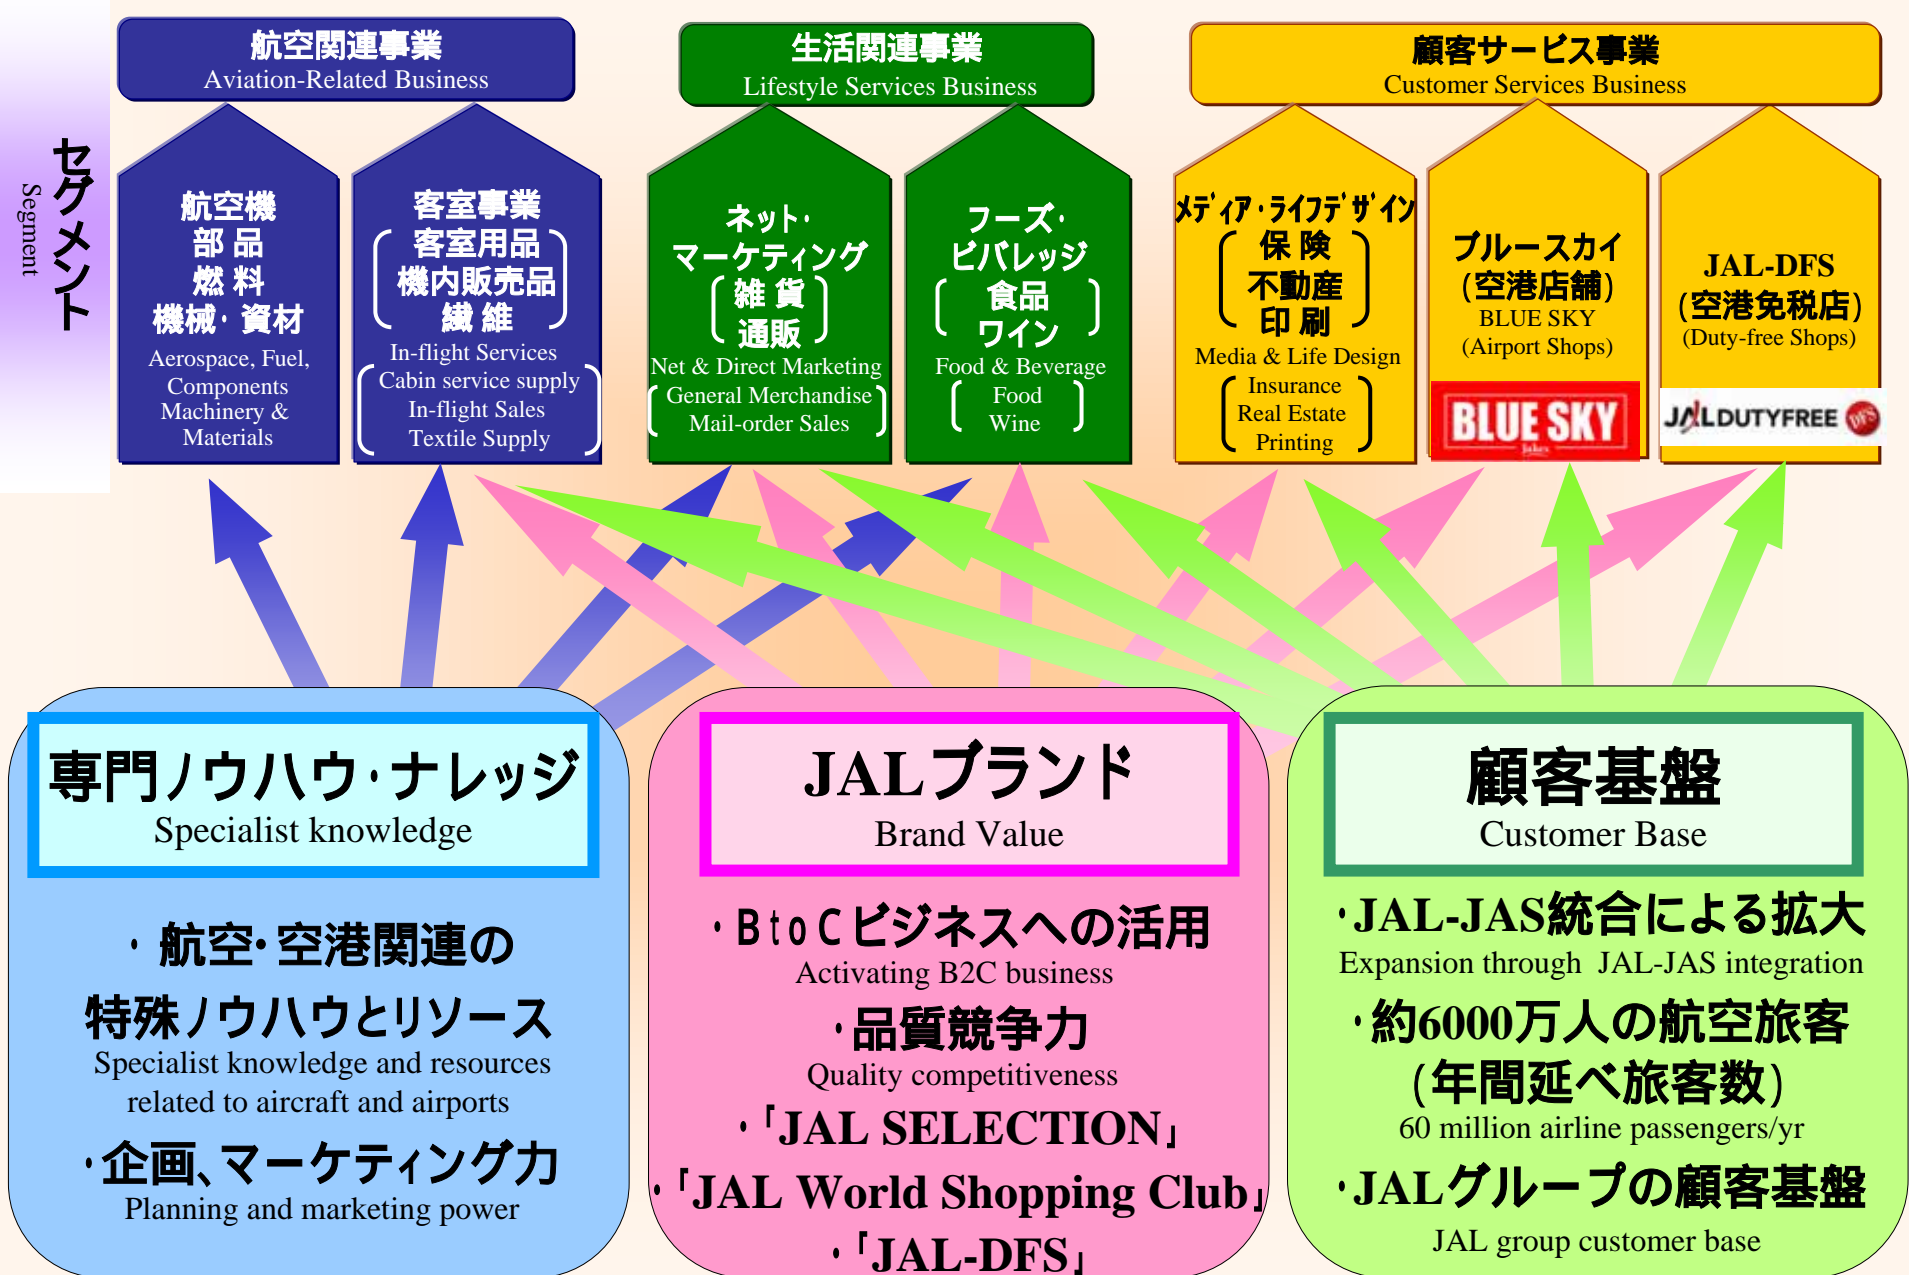 セグメント
Segment
航空関連事業
Aviation-Related Business
航空機
部 品
燃 料
機械・資材
Aerospace, Fuel,
Components
Machinery &
Materials
客室事業
客室用品
機内販売品
繊 維
In-flight Services
Cabin service supply
In-flight Sales
Textile Supply
生活関連事業
Lifestyle Services Business
ネット・
マーケティング
雑 貨
通販
Net & Direct Marketing
General Merchandise
Mail-order Sales
フーズ・
ビバレッジ
食品
ワイン
Food & Beverage
Food
Wine
顧客サービス事業
Customer Services Business
メディア・ライフデザイン
保 険
不動産
印 刷
Media & Life Design
Insurance
Real Estate
Printing
ブルースカイ
(空港店舗)
BLUE SKY
(Airport Shops)
BLUE SKY
JAL-DFS
(空港免税店)
(Duty-free Shops)
JALDUTYFREE DFS
専門ノウハウ・ナレッジ
Specialist knowledge
・航空・空港関連の
特殊ノウハウとリソース
Specialist knowledge and resources
related to aircraft and airports
・企画、マーケティング力
Planning and marketing power
JALブランド
Brand Value
・BtoCビジネスへの活用
Activating B2C business
・品質競争力
Quality competitiveness
・「JAL SELECTION」
・「JAL World Shopping Club」
・「JAL-DFS」
顧客基盤
Customer Base
・JAL-JAS統合による拡大
Expansion through JAL-JAS integration
・約6000万人の航空旅客
(年間延べ旅客数)
60 million airline passengers/yr
・JALグループの顧客基盤
JAL group customer base